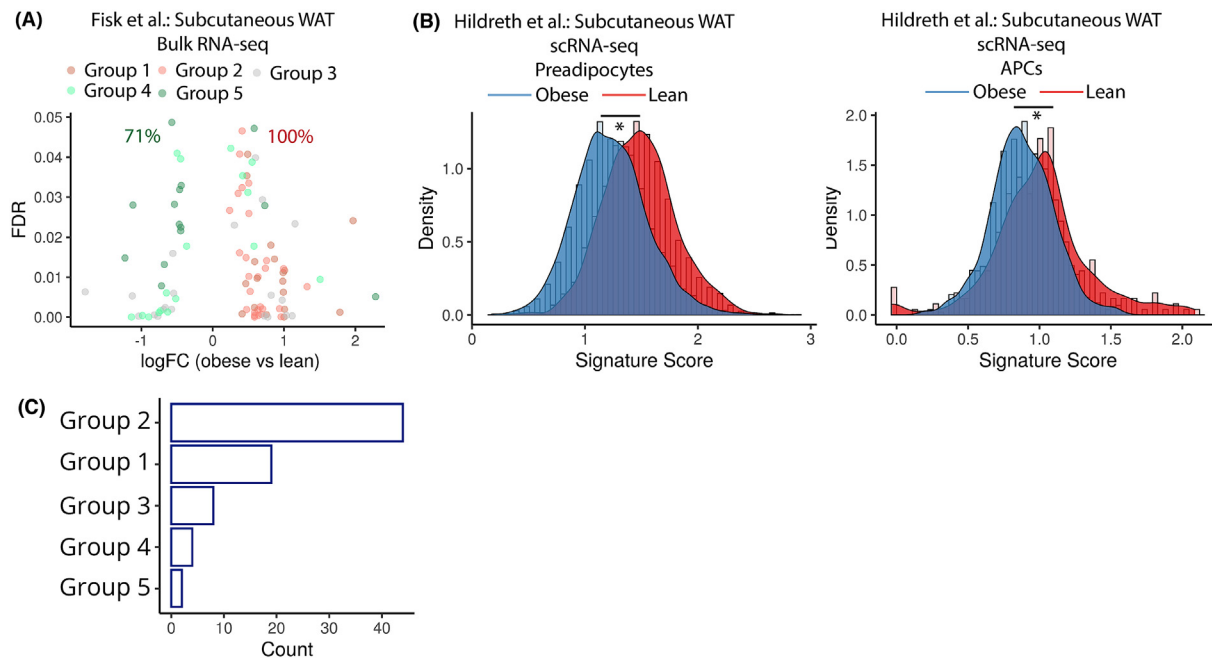 (A)
Fisk et al.: Subcutaneous WAT
Bulk RNA-seq
Group 1
Group 2
Group 3
Group 4
Group 5
0.05
0.04
0.03
0.02
0.01
0.00
71%
100%
FDR
-1
0
1
2
logFC (obese vs lean)
(B)
Hildreth et al.: Subcutaneous WAT
scRNA-seq
Preadipocytes
Obese
Lean
*
1.0
0.5
0.0
Density
0
1
2
3
Signature Score
Hildreth et al.: Subcutaneous WAT
scRNA-seq
APCs
Obese
Lean
*
2.0
1.5
1.0
0.5
0.0
Density
0.0
0.5
1.0
1.5
2.0
Signature Score
(C)
Group 2
Group 1
Group 3
Group 4
Group 5
0
10
20
30
40
Count